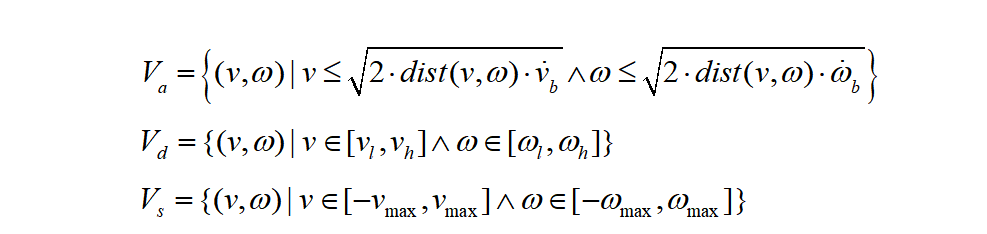 V_a = {(v,ω) | v ≤ √(2·dist(v,ω)·v̇_b) ∧ ω ≤ √(2·dist(v,ω)·ω̇_b)}
V_d = {(v,ω) | v ∈ [v_l, v_h] ∧ ω ∈ [ω_l, ω_h]}
V_s = {(v,ω) | v ∈ [−v_max, v_max] ∧ ω ∈ [−ω_max, ω_max]}